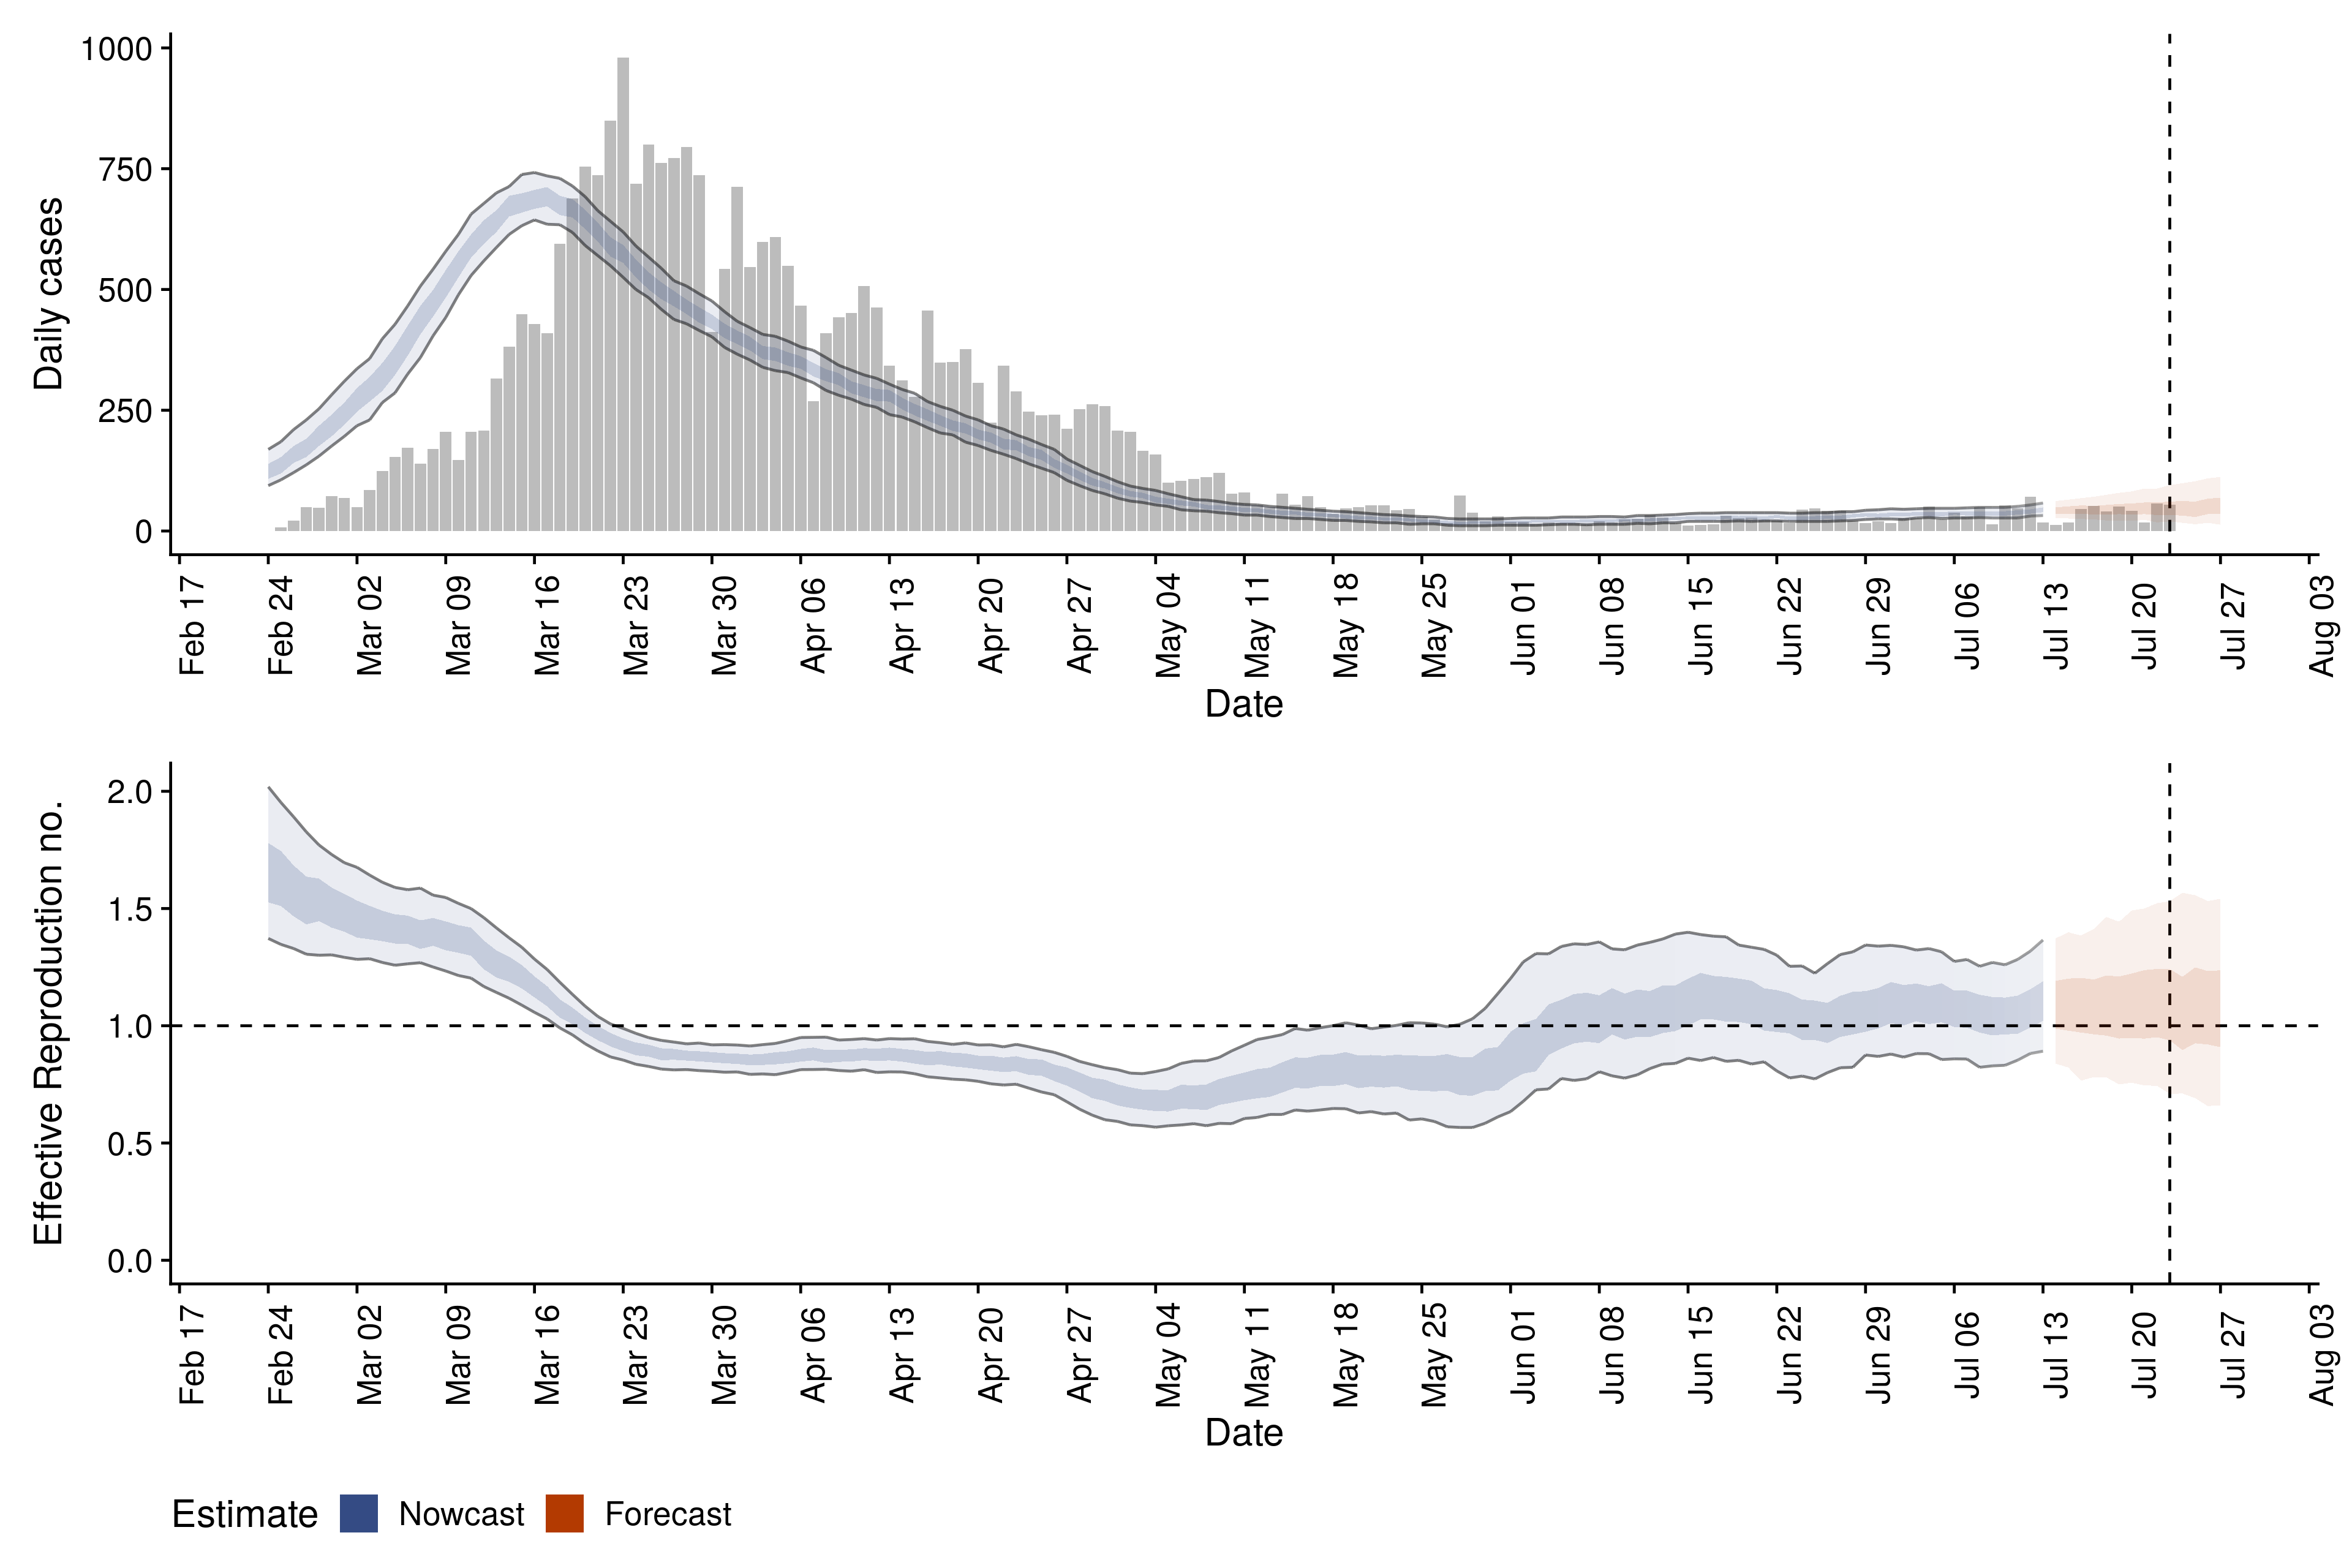 1000
750
500
250
0
Daily cases
Feb 17 Feb 24 Mar 02 Mar 09 Mar 16 Mar 23 Mar 30 Apr 06 Apr 13 Apr 20 Apr 27 May 04 May 11 May 18 May 25 Jun 01 Jun 08 Jun 15 Jun 22 Jun 29 Jul 06 Jul 13 Jul 20 Jul 27 Aug 03
Date
2.0
1.5
1.0
0.5
0.0
Effective Reproduction no.
Feb 17 Feb 24 Mar 02 Mar 09 Mar 16 Mar 23 Mar 30 Apr 06 Apr 13 Apr 20 Apr 27 May 04 May 11 May 18 May 25 Jun 01 Jun 08 Jun 15 Jun 22 Jun 29 Jul 06 Jul 13 Jul 20 Jul 27 Aug 03
Date
Estimate Nowcast Forecast